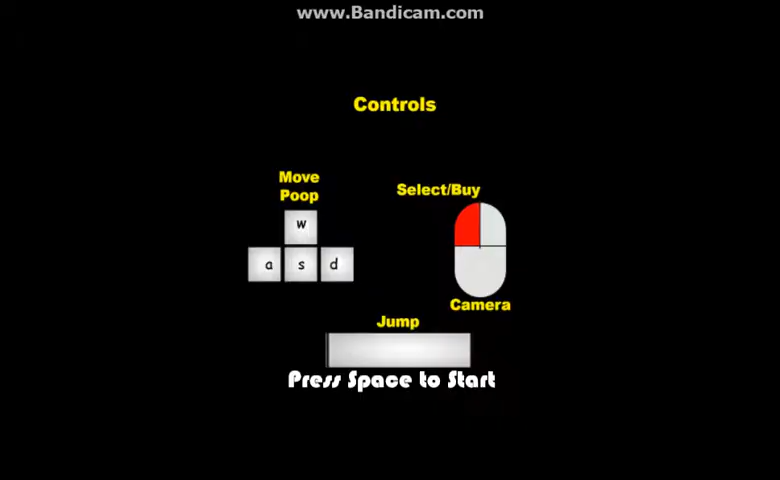 www.Bandicam.com
Controls
Move
Poop
Select/Buy
w
a s d
Camera
Jump
Press Space to Start